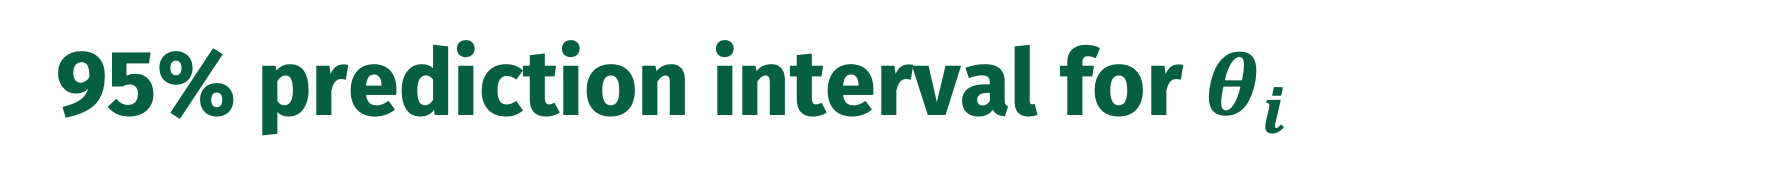 95% prediction interval for θᵢ